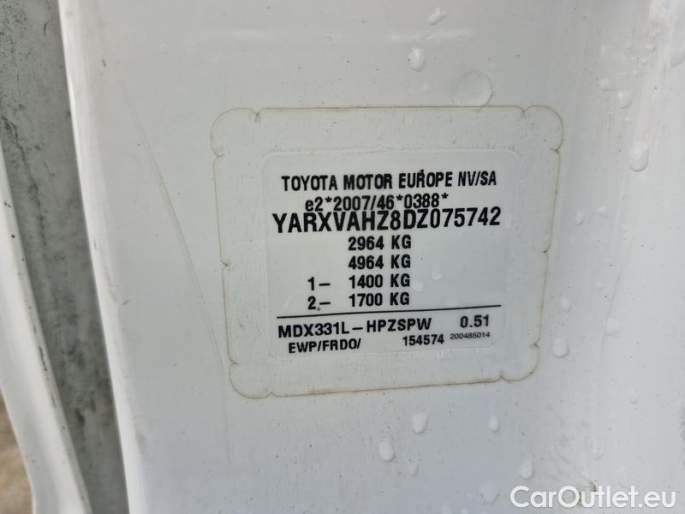 TOYOTA MOTOR EUROPE NV/SA
e2*2007/46*0388*
YARXVAHZ8DZ075742
2964 KG
4964 KG
1- 1400 KG
2.- 1700 KG
MDX331L-HPZSPW 0.51
EWP/FRDO/ 154574 200485014
CarOutlet.eu